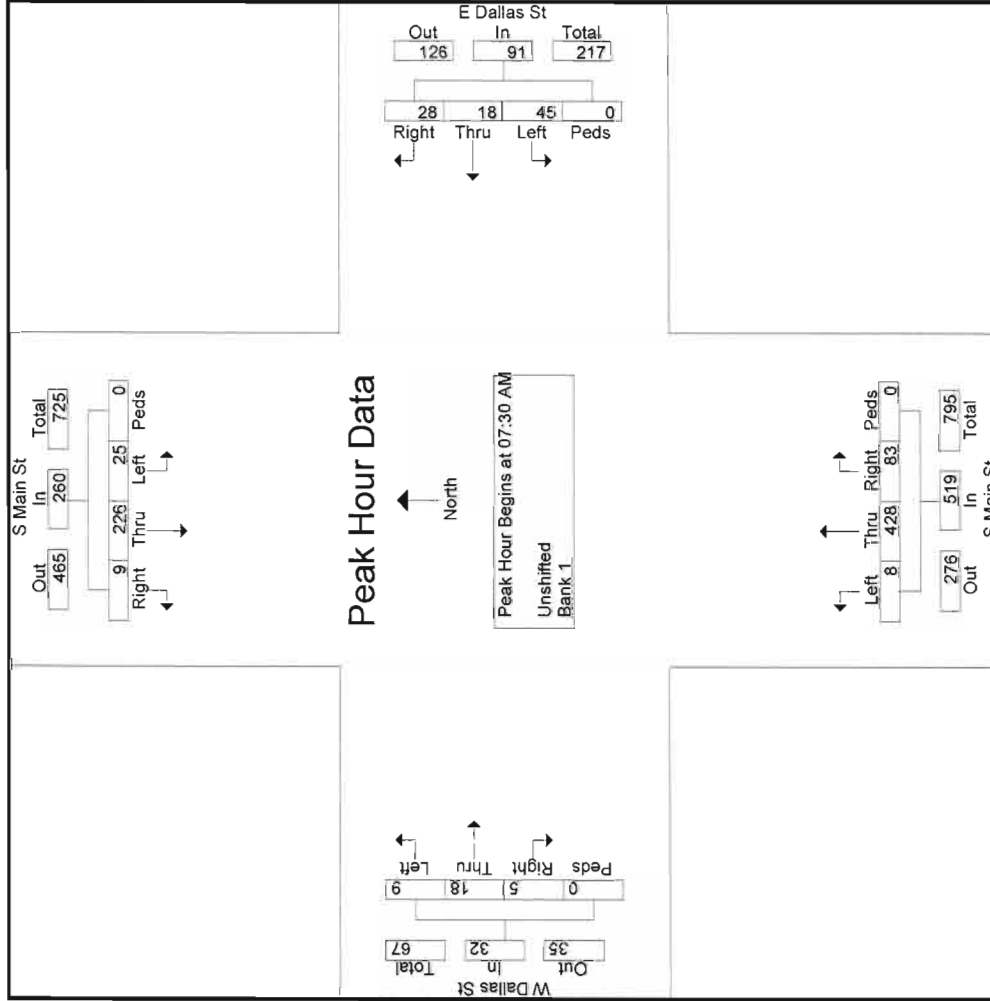 E Dallas St
Out In Total
126 91 217
28 18 45 0
Right Thru Left Peds
S Main St
Out In Total
465 260 725
9 226 25 0
Right Thru Left Peds
Peak Hour Data
North
Peak Hour Begins at 07:30 AM
Unshifted
Bank 1
Left Thru Right Peds
8 428 83 0
276 519 795
Out In Total
S Main St
Left Thru Right Peds
9 18 5 0
67 32 35
Total In Out
W Dallas St